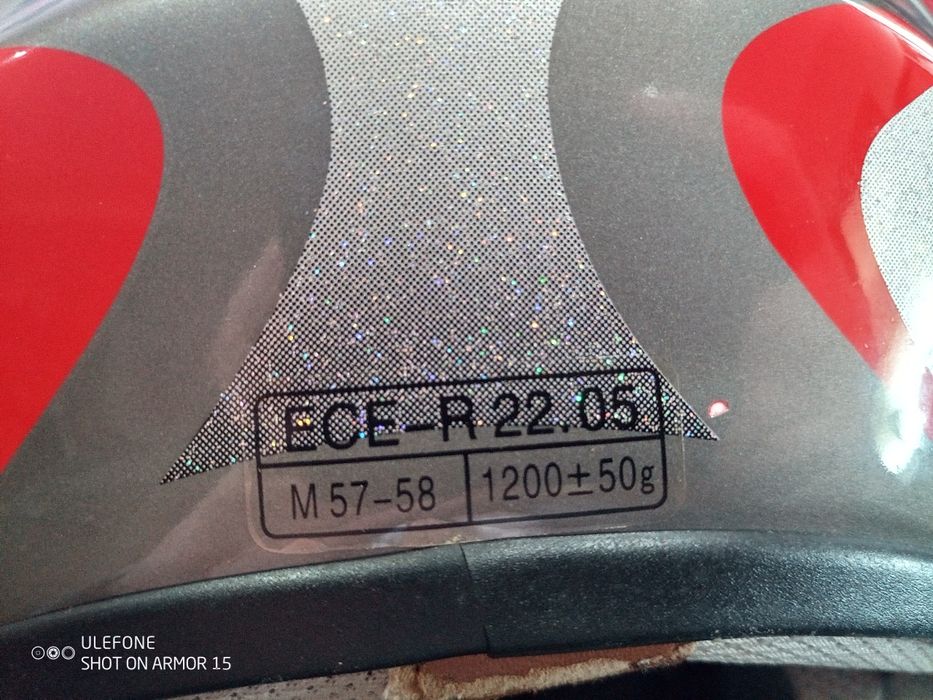 ECE-R 22.05
M 57-58
1200±50g
ULEFONE
SHOT ON ARMOR 15